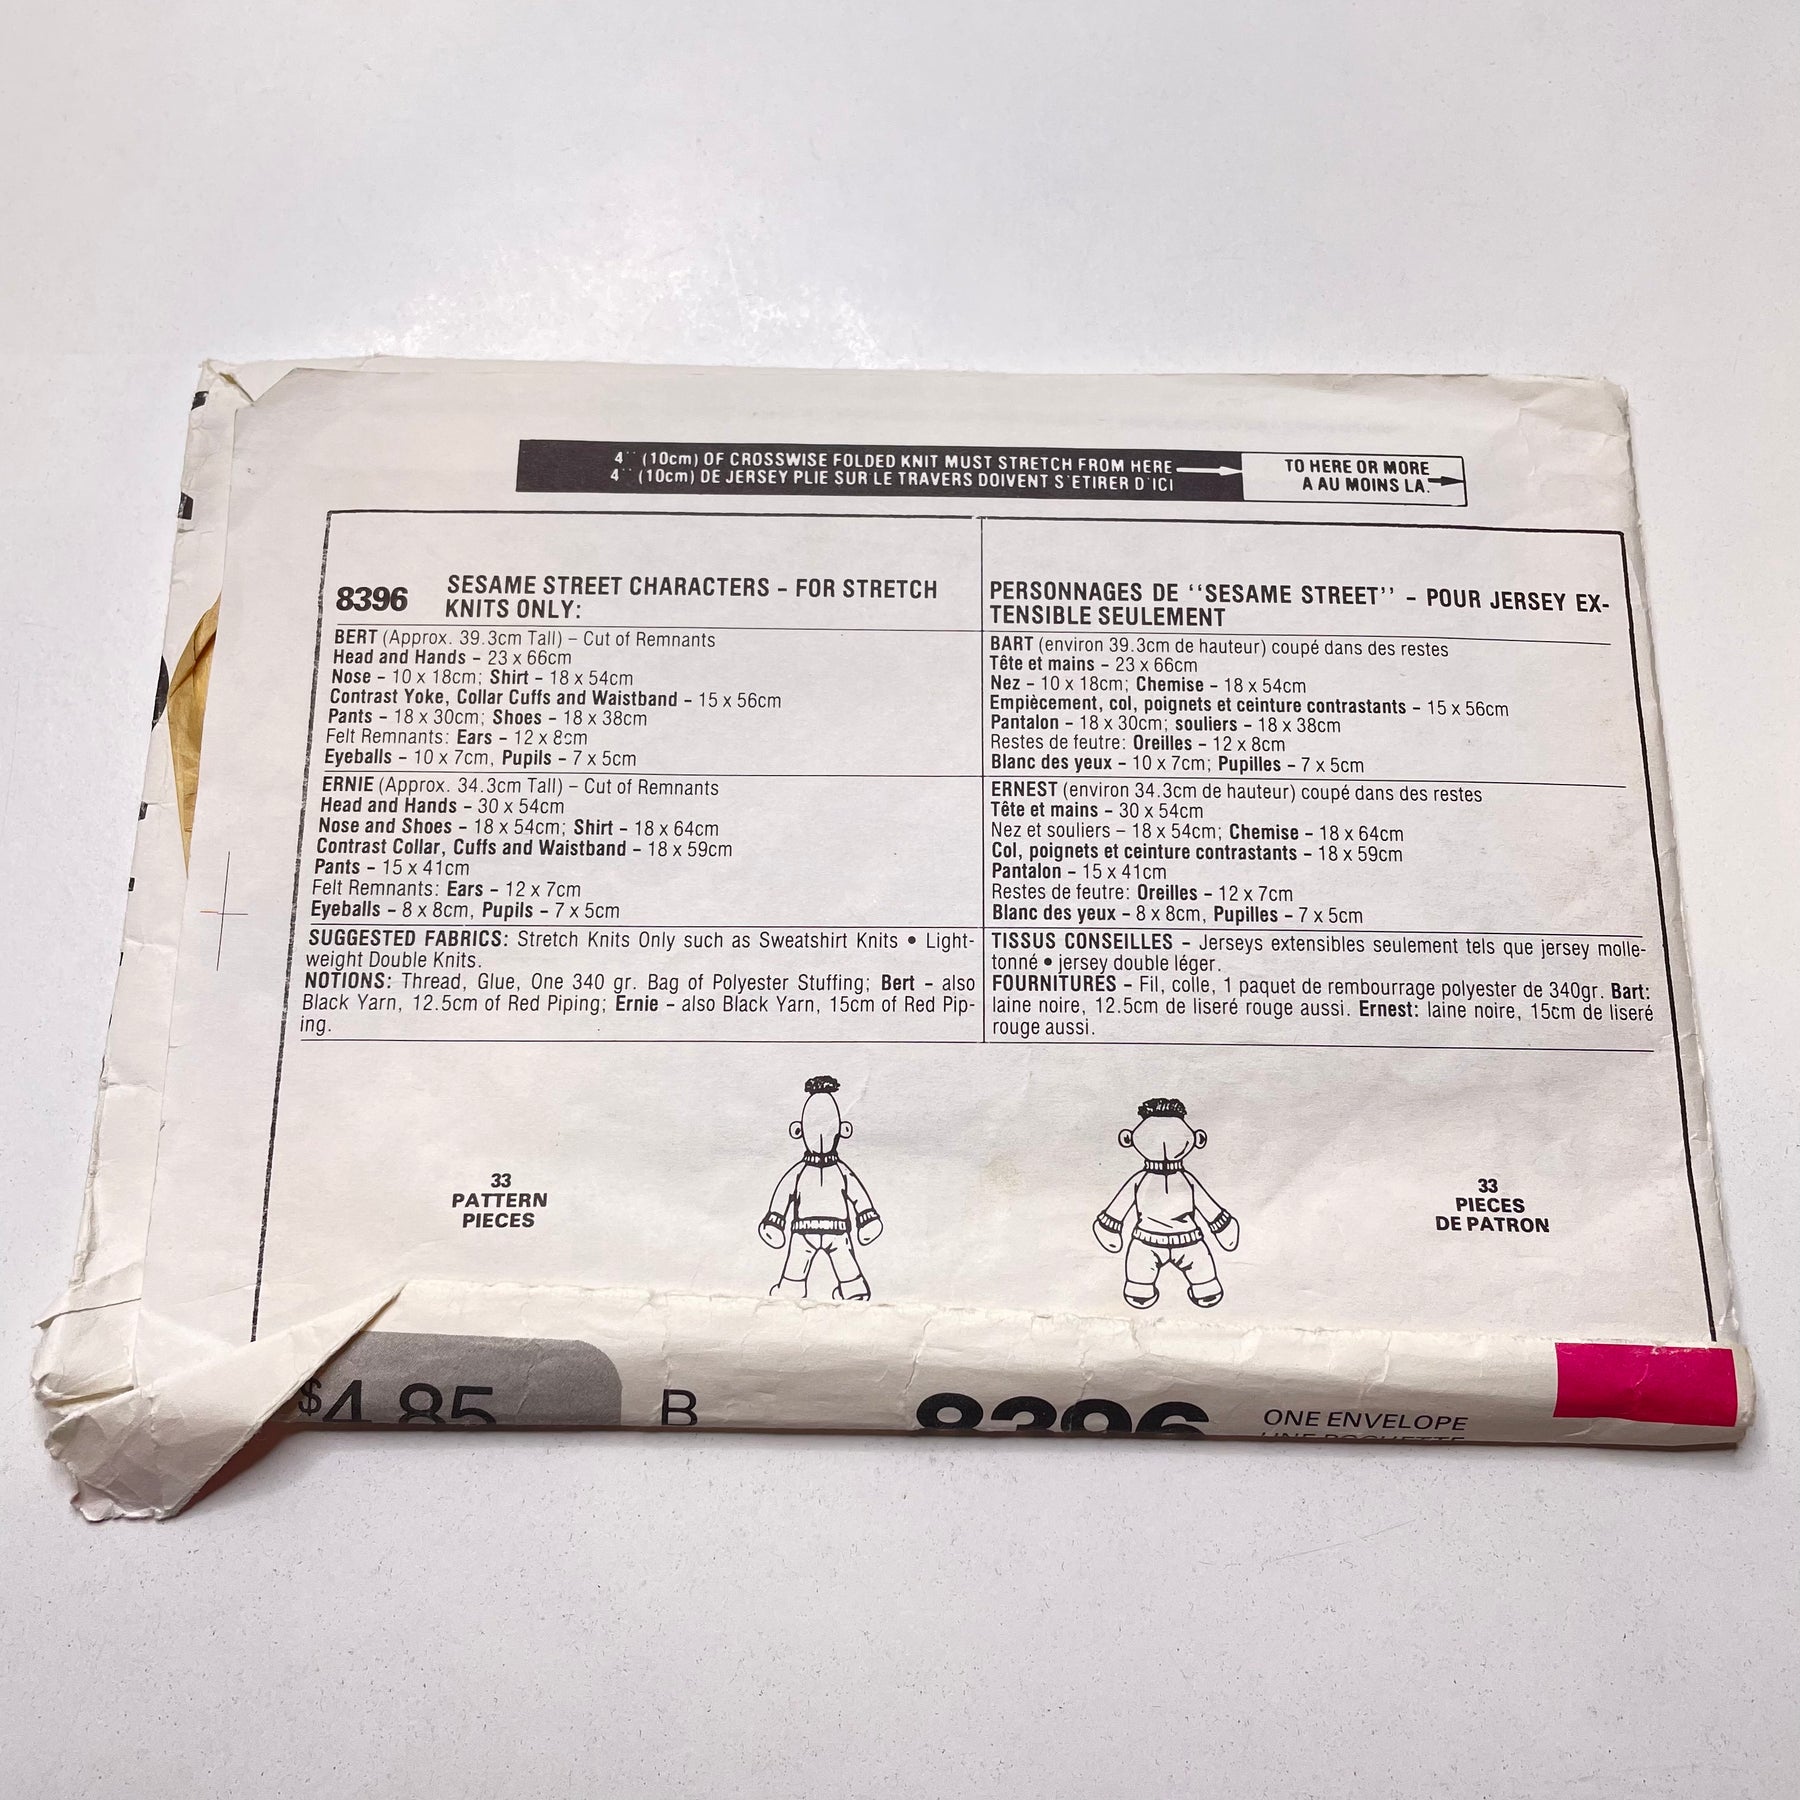 4'' (10cm) OF CROSSWISE FOLDED KNIT MUST STRETCH FROM HERE
4'' (10cm) DE JERSEY PLIE SUR LE TRAVERS DOIVENT S'ETIRER D'ICI
TO HERE OR MORE
A AU MOINS LA.
8396
SESAME STREET CHARACTERS – FOR STRETCH
KNITS ONLY:
BERT (Approx. 39.3cm Tall) – Cut of Remnants
Head and Hands – 23 x 66cm
Nose – 10 x 18cm; Shirt – 18 x 54cm
Contrast Yoke, Collar Cuffs and Waistband – 15 x 56cm
Pants – 18 x 30cm; Shoes – 18 x 38cm
Felt Remnants: Ears – 12 x 8cm
Eyeballs – 10 x 7cm, Pupils – 7 x 5cm
ERNIE (Approx. 34.3cm Tall) – Cut of Remnants
Head and Hands – 30 x 54cm
Nose and Shoes – 18 x 54cm; Shirt – 18 x 64cm
Contrast Collar, Cuffs and Waistband – 18 x 59cm
Pants – 15 x 41cm
Felt Remnants: Ears – 12 x 7cm
Eyeballs – 8 x 8cm, Pupils – 7 x 5cm
SUGGESTED FABRICS: Stretch Knits Only such as Sweatshirt Knits • Light-
weight Double Knits.
NOTIONS: Thread, Glue, One 340 gr. Bag of Polyester Stuffing; Bert – also
Black Yarn, 12.5cm of Red Piping; Ernie – also Black Yarn, 15cm of Red Pip-
ing.
PERSONNAGES DE ''SESAME STREET'' – POUR JERSEY EX-
TENSIBLE SEULEMENT
BART (environ 39.3cm de hauteur) coupé dans des restes
Tête et mains – 23 x 66cm
Nez – 10 x 18cm; Chemise – 18 x 54cm
Empiècement, col, poignets et ceinture contrastants – 15 x 56cm
Pantalon – 18 x 30cm; souliers – 18 x 38cm
Restes de feutre: Oreilles – 12 x 8cm
Blanc des yeux – 10 x 7cm; Pupilles – 7 x 5cm
ERNEST (environ 34.3cm de hauteur) coupé dans des restes
Tête et mains – 30 x 54cm
Nez et souliers – 18 x 54cm; Chemise – 18 x 64cm
Col, poignets et ceinture contrastants – 18 x 59cm
Pantalon – 15 x 41cm
Restes de feutre: Oreilles – 12 x 7cm
Blanc des yeux – 8 x 8cm, Pupilles – 7 x 5cm
TISSUS CONSEILLES – Jerseys extensibles seulement tels que jersey molle-
tonné • jersey double léger.
FOURNITURES – Fil, colle, 1 paquet de rembourrage polyester de 340gr. Bart:
laine noire, 12.5cm de liseré rouge aussi. Ernest: laine noire, 15cm de liseré
rouge aussi.
33
PATTERN
PIECES
33
PIECES
DE PATRON
$4.85
B
8396
ONE ENVELOPE
UNE POCHETTE